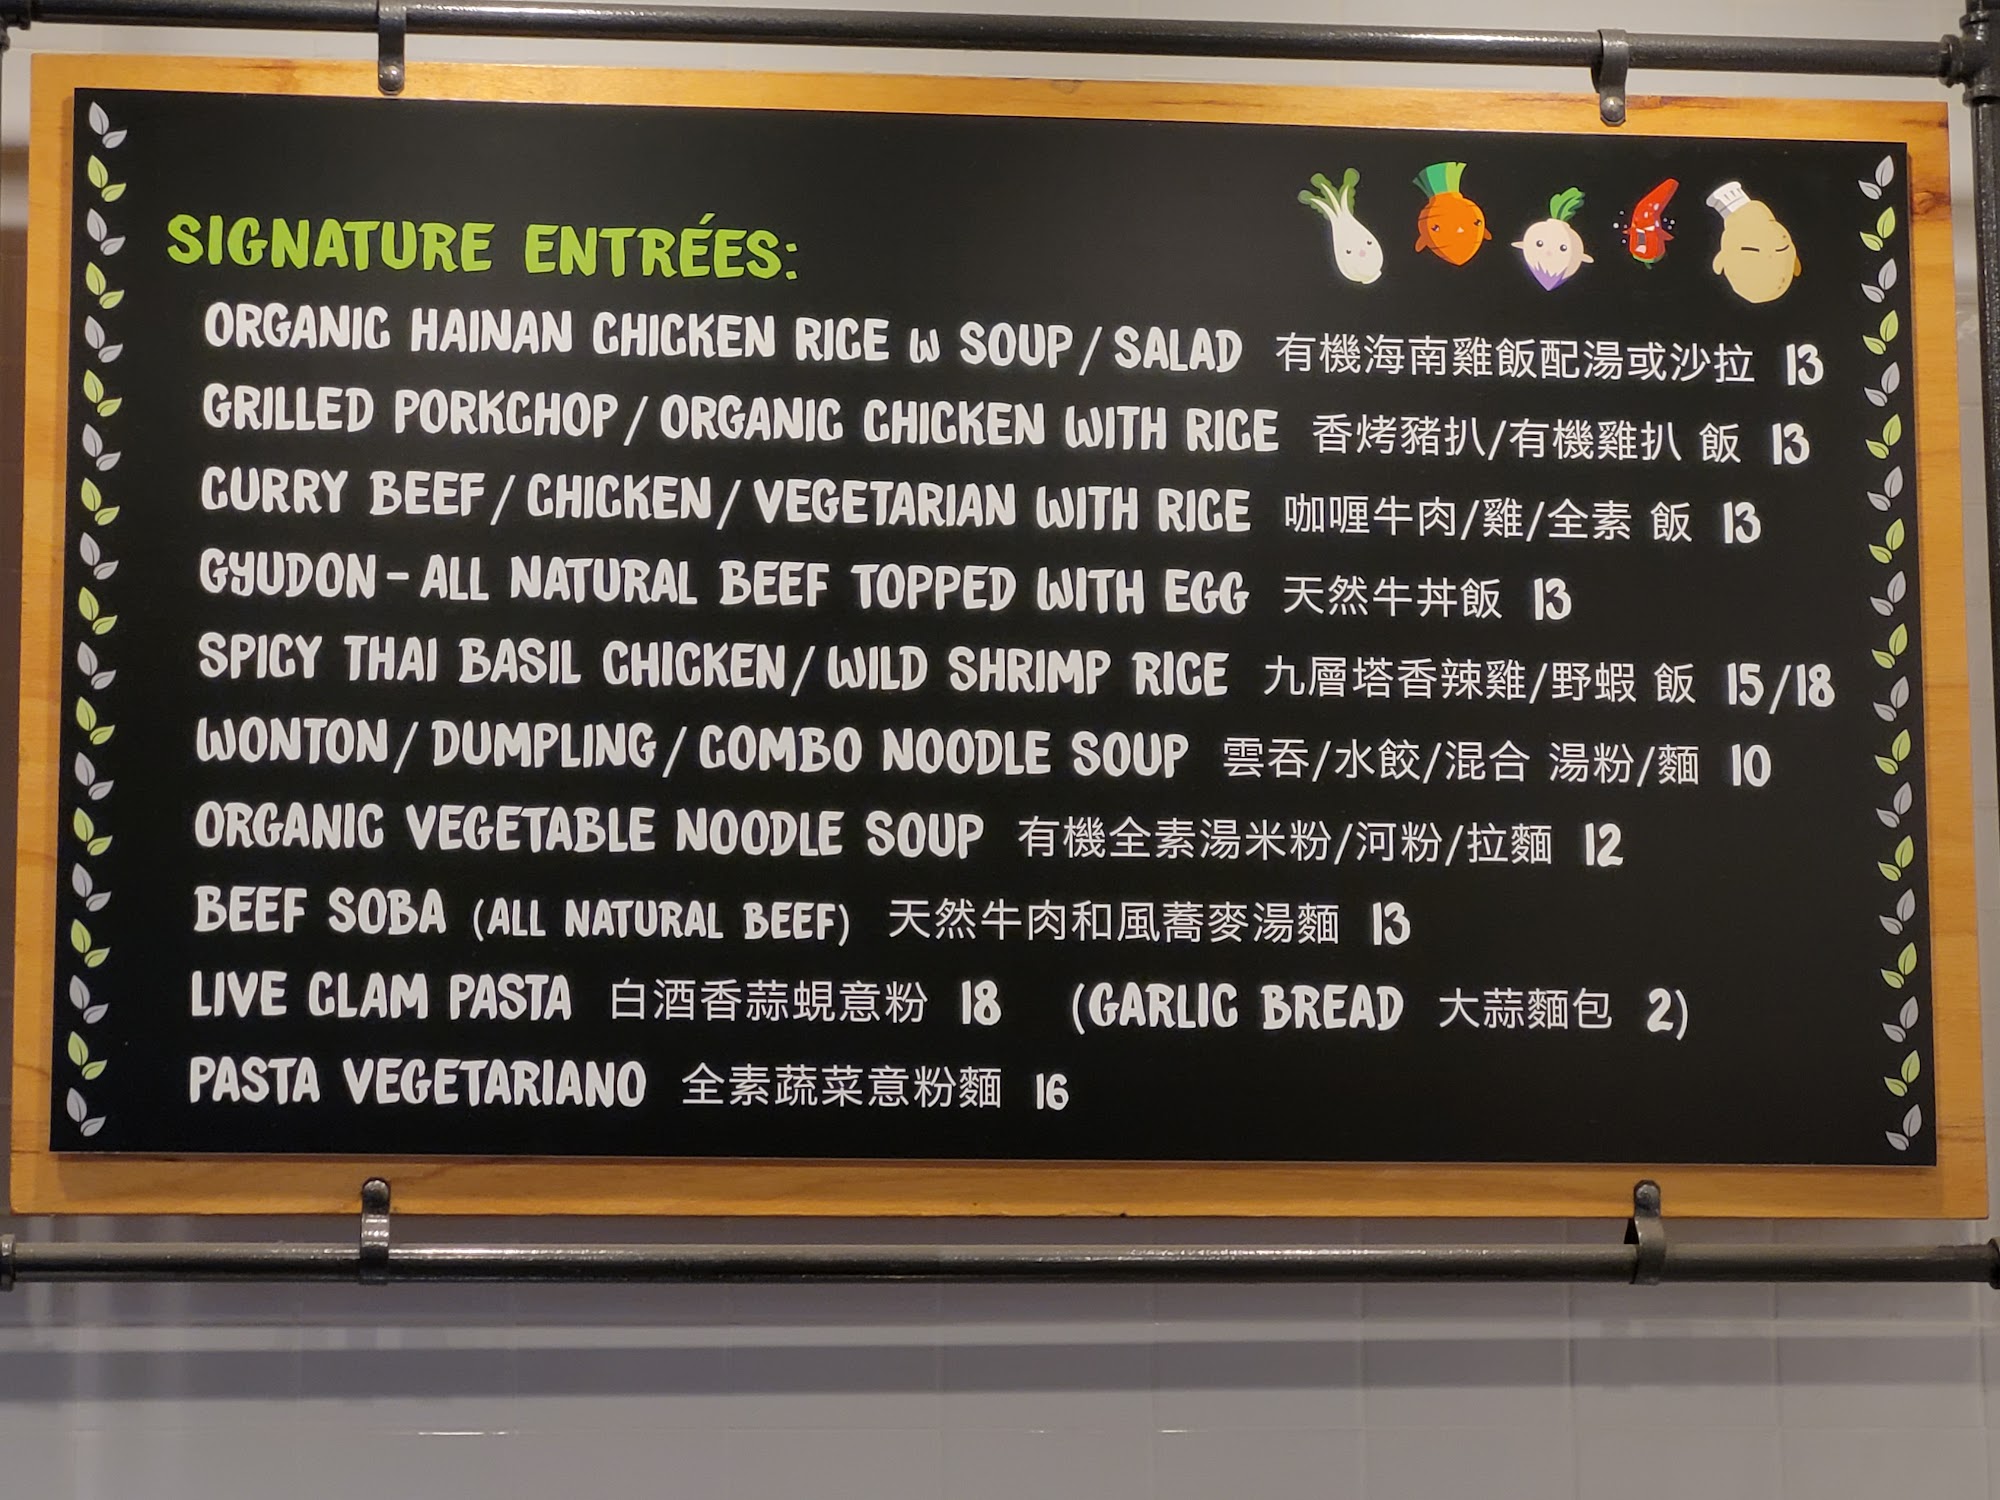 SIGNATURE ENTRÉES:
ORGANIC HAINAN CHICKEN RICE w SOUP / SALAD 有機海南雞飯配湯或沙拉 13
GRILLED PORKCHOP / ORGANIC CHICKEN WITH RICE 香烤豬扒/有機雞扒 飯 13
CURRY BEEF / CHICKEN / VEGETARIAN WITH RICE 咖喱牛肉/雞/全素 飯 13
GYUDON - ALL NATURAL BEEF TOPPED WITH EGG 天然牛丼飯 13
SPICY THAI BASIL CHICKEN / WILD SHRIMP RICE 九層塔香辣雞/野蝦 飯 15/18
WONTON / DUMPLING / COMBO NOODLE SOUP 雲吞/水餃/混合 湯粉/麵 10
ORGANIC VEGETABLE NOODLE SOUP 有機全素湯米粉/河粉/拉麵 12
BEEF SOBA (ALL NATURAL BEEF) 天然牛肉和風蕎麥湯麵 13
LIVE CLAM PASTA 白酒香蒜蜆意粉 18 (GARLIC BREAD 大蒜麵包 2)
PASTA VEGETARIANO 全素蔬菜意粉麵 16